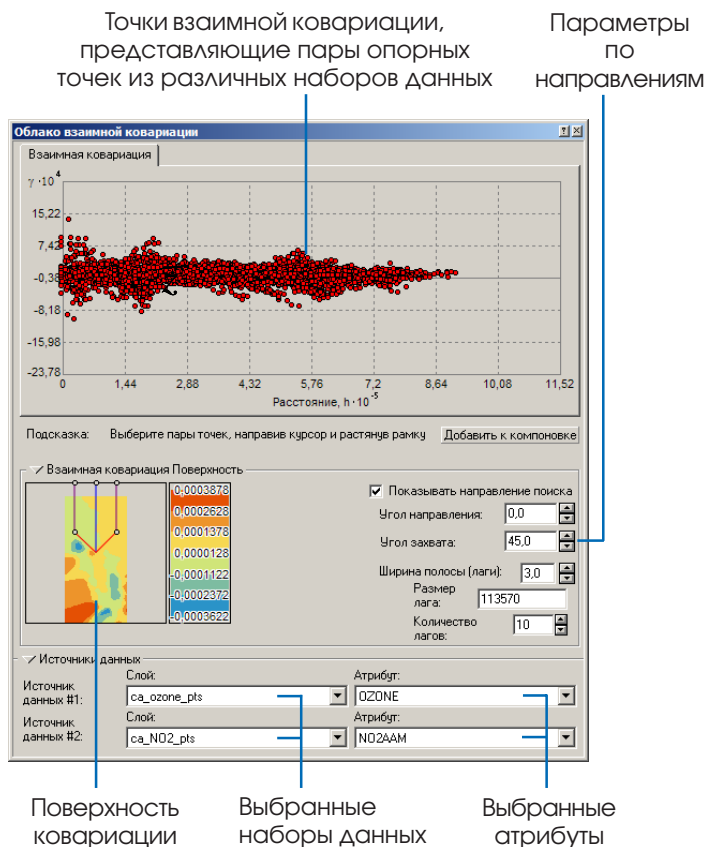 Точки взаимной ковариации,
представляющие пары опорных
точек из различных наборов данных
Параметры
по
направлениям
Облако взаимной ковариации
Взаимная ковариация
γ·10⁴
15,22
7,42
-0,38
-8,18
-15,98
-23,78
0 1,44 2,88 4,32 5,76 7,2 8,64 10,08 11,52
Расстояние, h·10⁻⁵
Подсказка: Выберите пары точек, направив курсор и растянув рамку Добавить к компоновке
Взаимная ковариация Поверхность
0,0003878
0,0002628
0,0001378
0,0000128
-0,0001122
-0,0002372
-0,0003622
Показывать направление поиска
Угол направления: 0,0
Угол захвата: 45,0
Ширина полосы (лаги): 3,0
Размер
лага: 113570
Количество
лагов: 10
Источники данных
Слой: Атрибут:
Источник
данных #1: ca_ozone_pts OZONE
Слой: Атрибут:
Источник
данных #2: ca_NO2_pts NO2AAM
Поверхность
ковариации
Выбранные
наборы данных
Выбранные
атрибуты